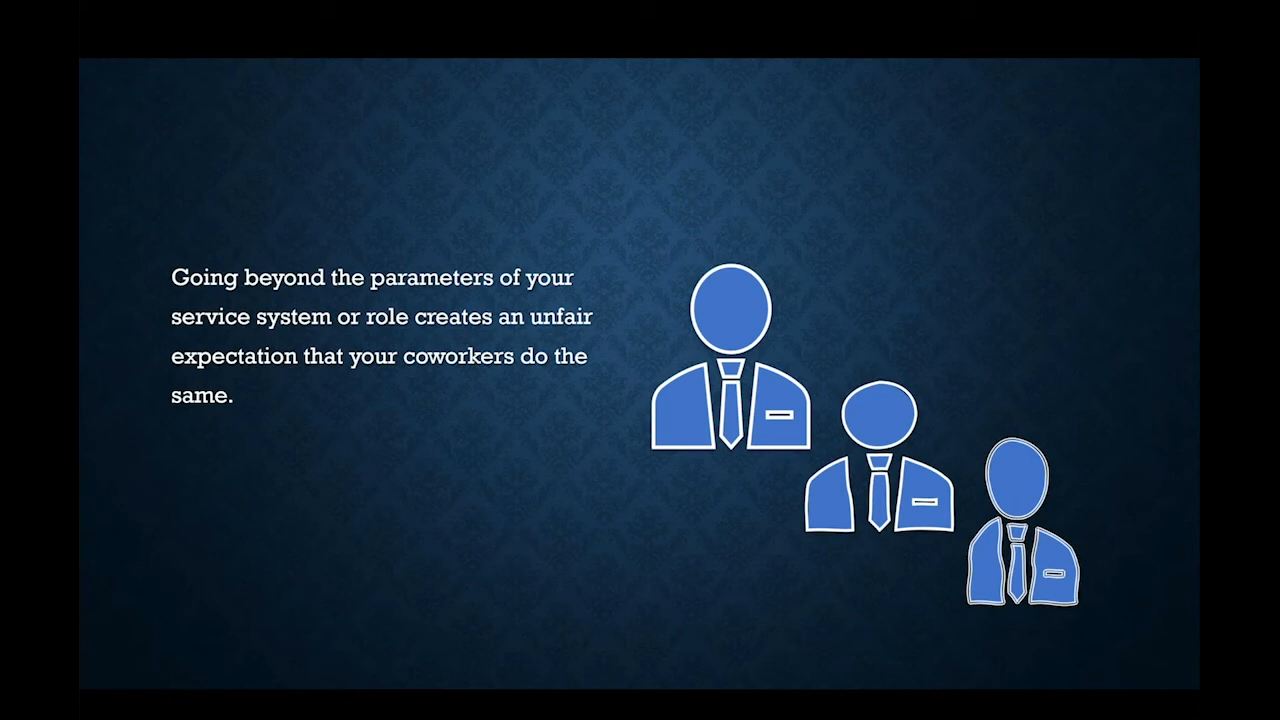 Going beyond the parameters of your
service system or role creates an unfair
expectation that your coworkers do the
same.